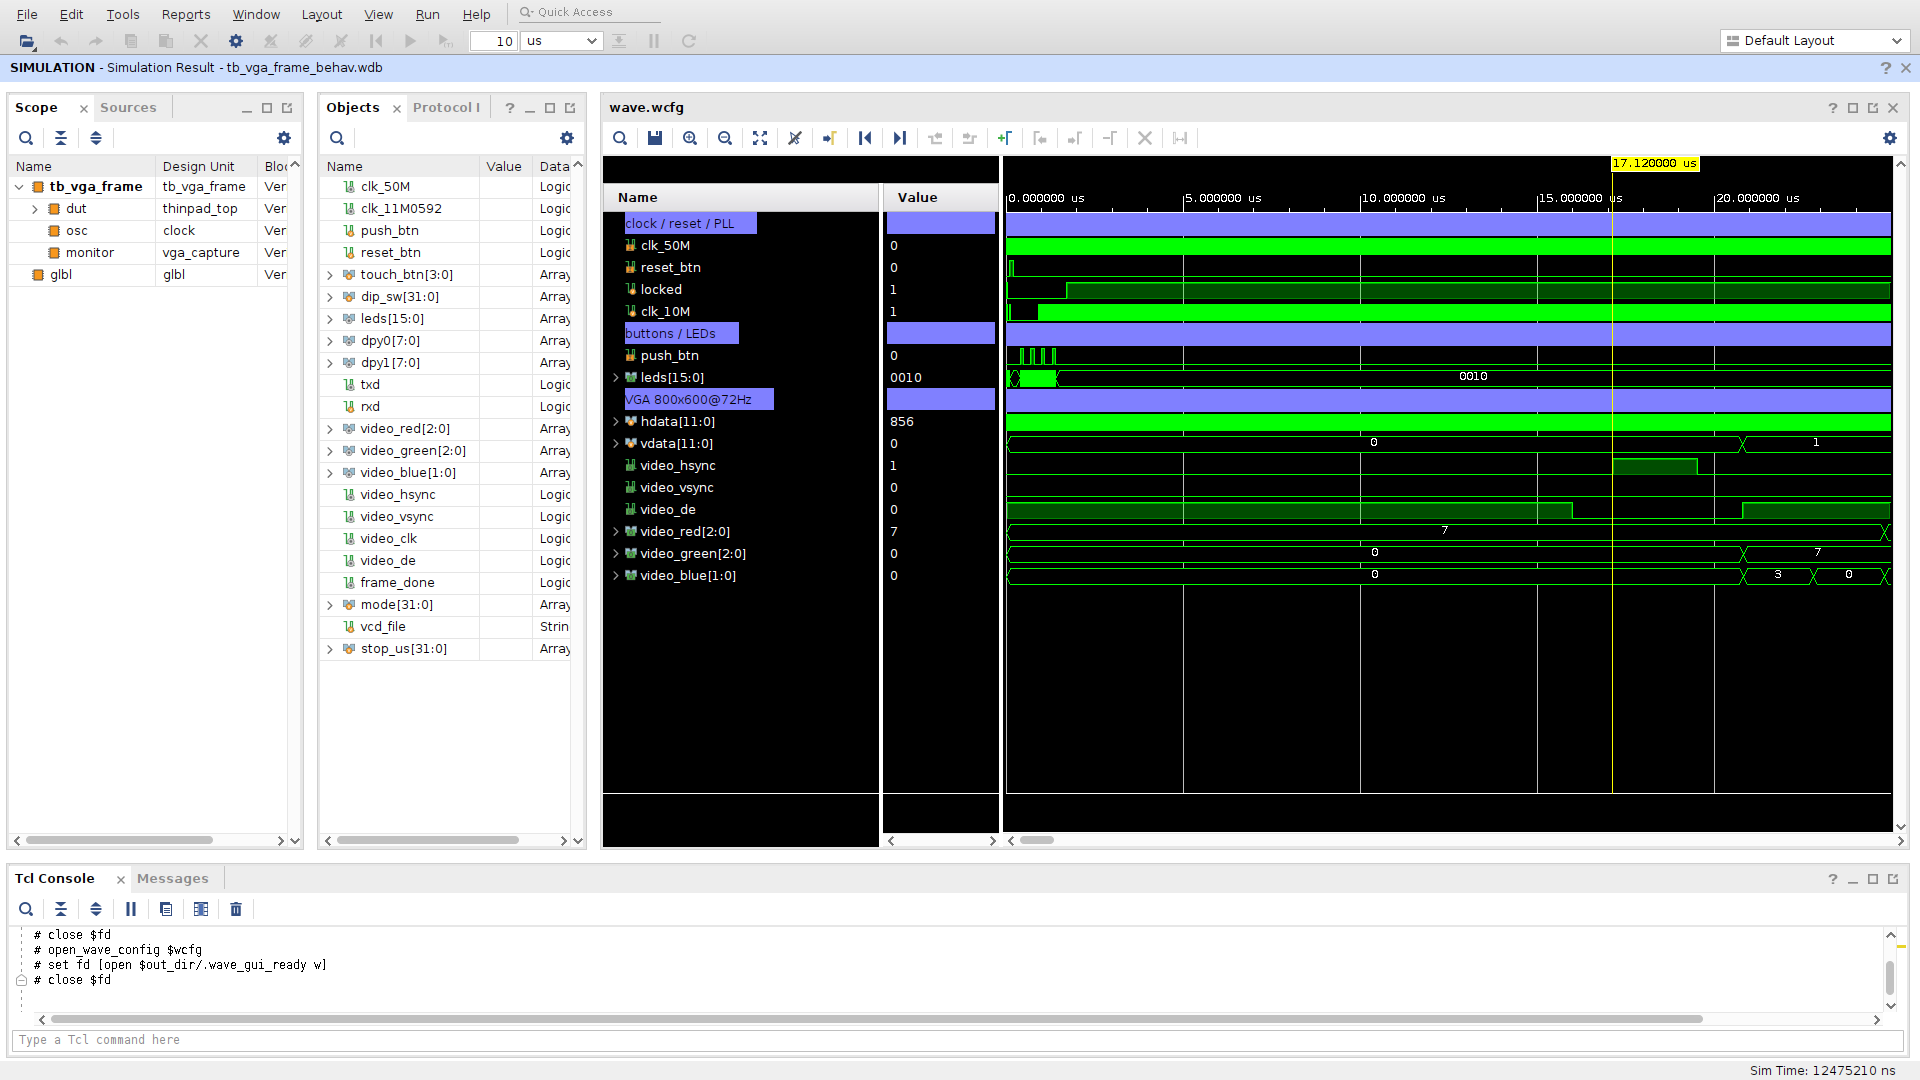 File Edit Tools Reports Window Layout View Run Help Quick Access
10 us Default Layout
SIMULATION - Simulation Result - tb_vga_frame_behav.wdb
Scope Sources
Name Design Unit
tb_vga_frame tb_vga_frame Ver
dut thinpad_top Ver
osc clock Ver
monitor vga_capture Ver
glbl glbl Ver
Objects
Name Value Data
clk_50M Logic
clk_11M0592 Logic
push_btn Logic
reset_btn Logic
touch_btn[3:0] Array
dip_sw[31:0] Array
leds[15:0] Array
dpy0[7:0] Array
dpy1[7:0] Array
txd Logic
rxd Logic
video_red[2:0] Array
video_green[2:0] Array
video_blue[1:0] Array
video_hsync Logic
video_vsync Logic
video_clk Logic
video_de Logic
frame_done Logic
mode[31:0] Array
vcd_file Strin
stop_us[31:0] Array
wave.wcfg
17.120000 us
Name Value
0.000000 us 5.000000 us 10.000000 us 15.000000 us 20.000000 us
clock / reset / PLL
clk_50M 0
reset_btn 0
locked 1
clk_10M 1
buttons / LEDs
push_btn 0
leds[15:0] 0010 0010
VGA 800x600@72Hz
hdata[11:0] 856
vdata[11:0] 0 0 1
video_hsync 1
video_vsync 0
video_de 0
video_red[2:0] 7 7
video_green[2:0] 0 0 7
video_blue[1:0] 0 0 3 0
Tcl Console Messages
# close $fd
# open_wave_config $wcfg
# set fd [open $out_dir/.wave_gui_ready w]
# close $fd
Type a Tcl command here
Sim Time: 12475210 ns